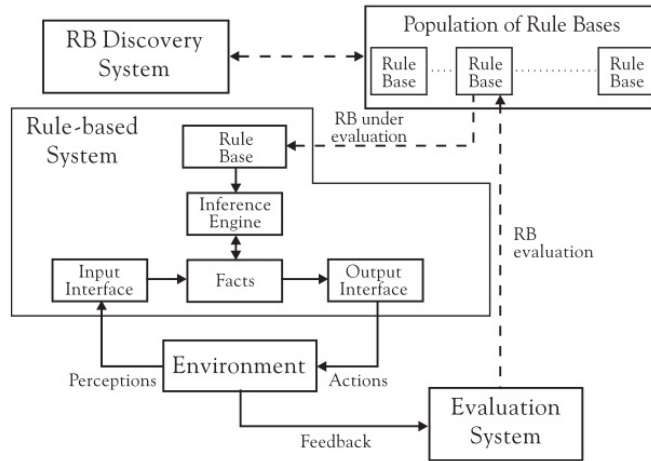 RB Discovery
System
Population of Rule Bases
Rule
Base
Rule
Base
Rule
Base
RB under
evaluation
Rule-based
System
Rule
Base
Inference
Engine
Input
Interface
Facts
Output
Interface
RB
evaluation
Environment
Perceptions
Actions
Feedback
Evaluation
System